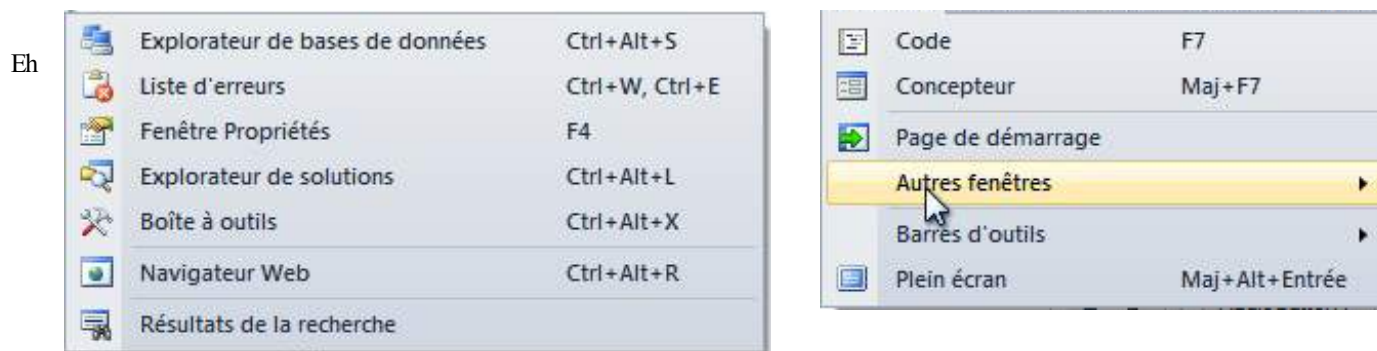 Eh
Explorateur de bases de données Ctrl+Alt+S
Liste d'erreurs Ctrl+W, Ctrl+E
Fenêtre Propriétés F4
Explorateur de solutions Ctrl+Alt+L
Boîte à outils Ctrl+Alt+X
Navigateur Web Ctrl+Alt+R
Résultats de la recherche
Code F7
Concepteur Maj+F7
Page de démarrage
Autres fenêtres
Barres d'outils
Plein écran Maj+Alt+Entrée